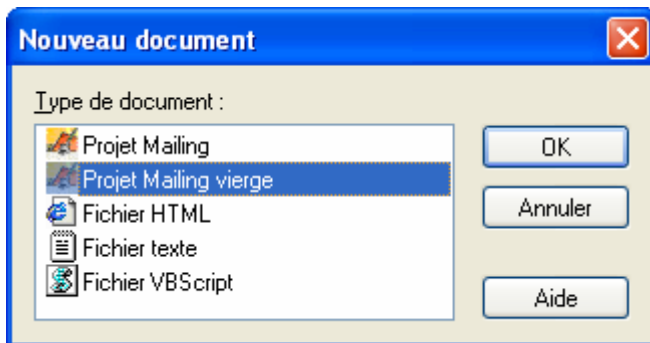 Nouveau document
Type de document :
Projet Mailing
Projet Mailing vierge
Fichier HTML
Fichier texte
Fichier VBScript
OK
Annuler
Aide